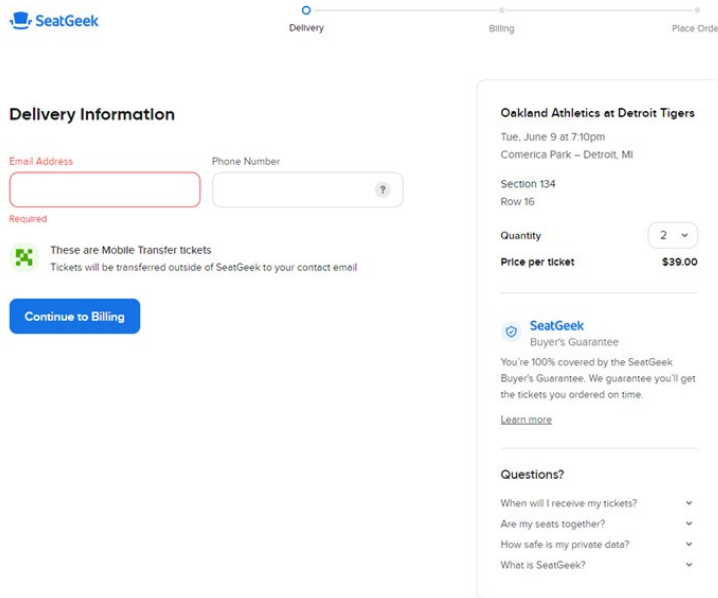 SeatGeek
Delivery
Billing
Place Orde
Delivery Information
Email Address
Phone Number
?
Required
These are Mobile Transfer tickets
Tickets will be transferred outside of SeatGeek to your contact email
Continue to Billing
Oakland Athletics at Detroit Tigers
Tue, June 9 at 7:10pm
Comerica Park – Detroit, MI
Section 134
Row 16
Quantity 2
Price per ticket $39.00
SeatGeek
Buyer's Guarantee
You're 100% covered by the SeatGeek
Buyer's Guarantee. We guarantee you'll get
the tickets you ordered on time.
Learn more
Questions?
When will I receive my tickets?
Are my seats together?
How safe is my private data?
What is SeatGeek?